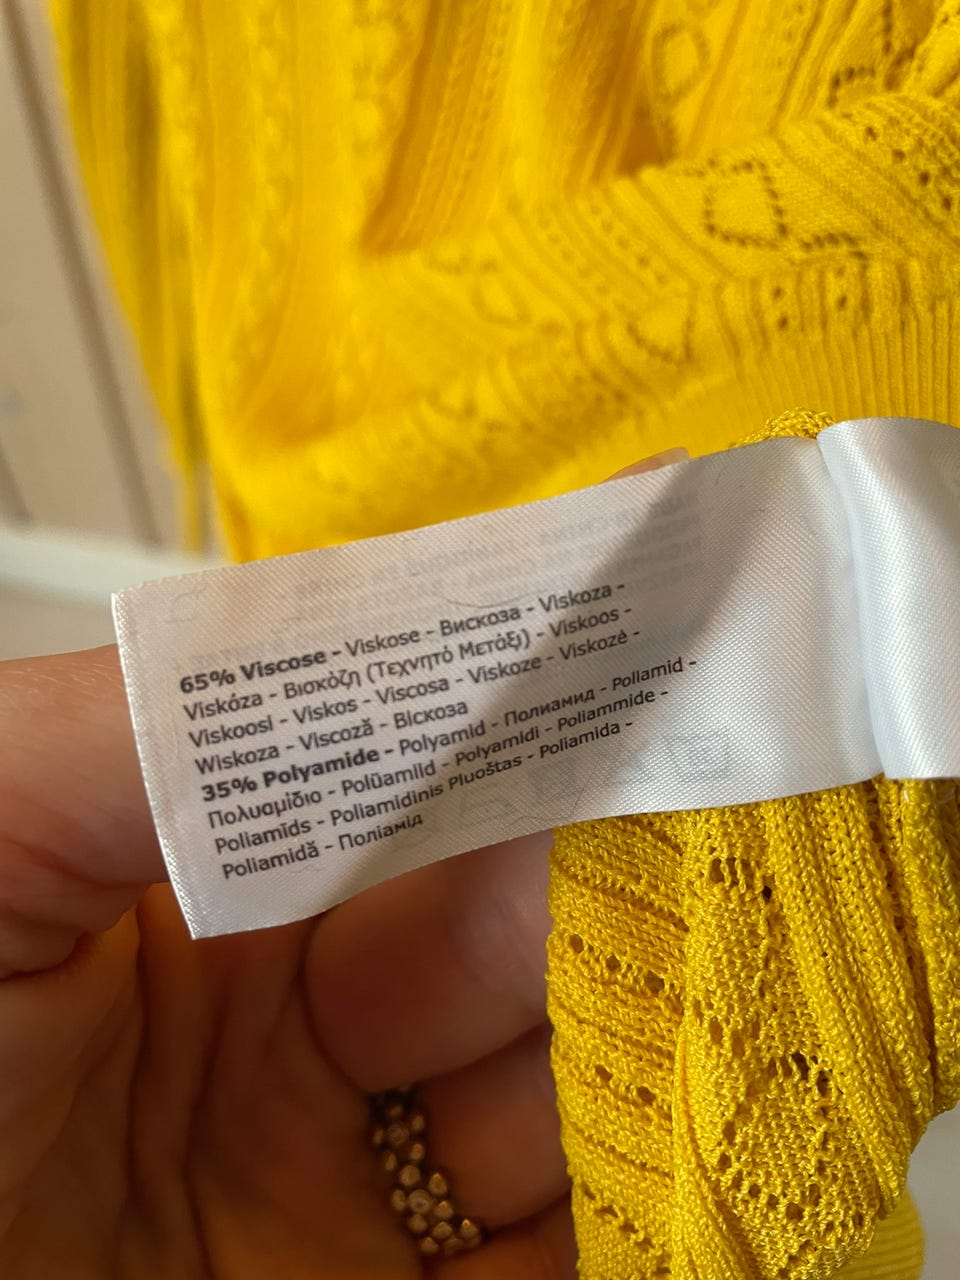 65% Viscose - Viskose - Вискоза - Viskoza -
Viskóza - Βισκόζη (Τεχνητό Μετάξι) - Viskoos -
Viskoosi - Viskos - Viscosa - Viskoze - Viskozė -
Wiskoza - Viscoză - Віскоза
35% Polyamide - Polyamid - Полиамид - Poliamid -
Πολυαμίδιο - Polüamiid - Polyamidi - Poliammide -
Poliamīds - Poliamidinis Pluoštas - Poliamida -
Poliamidă - Поліамід